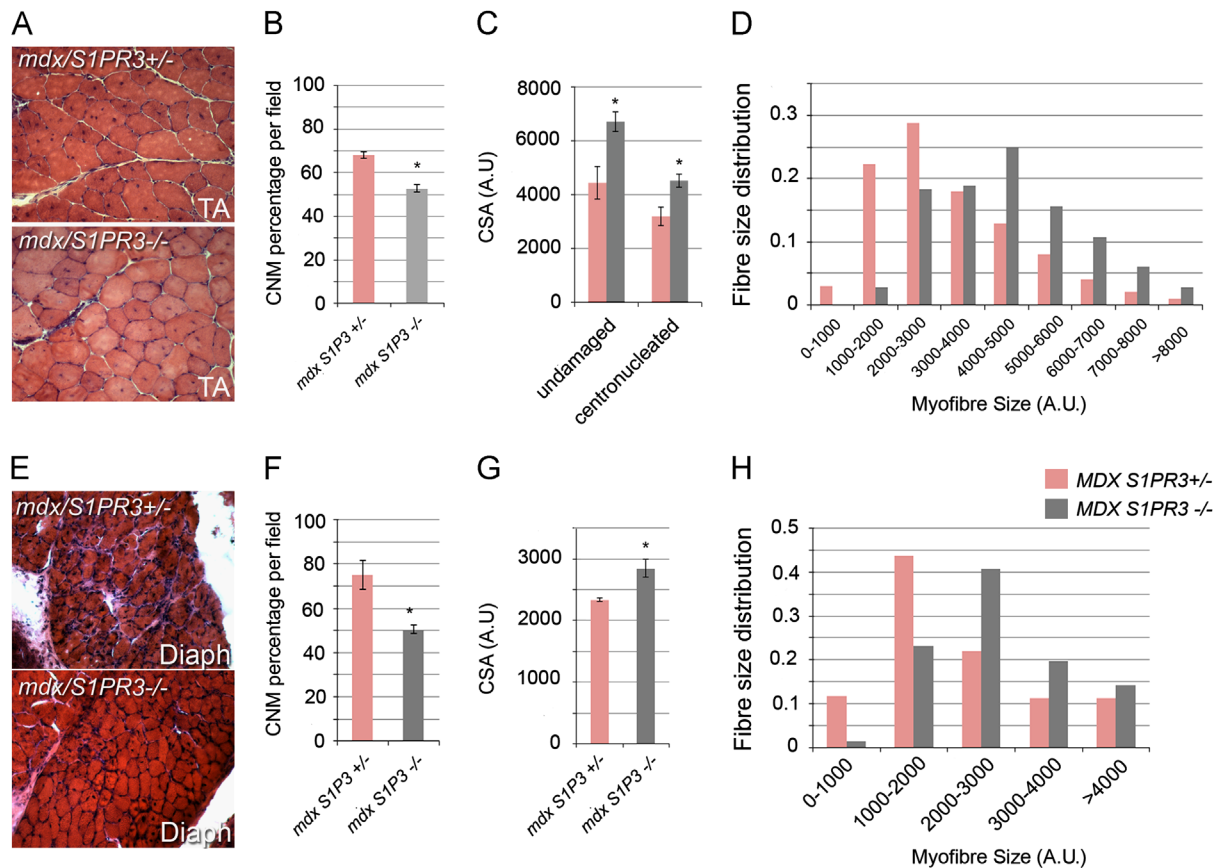 A
mdx/S1PR3+/-
TA
mdx/S1PR3-/-
TA
B
CNM percentage per field
100
80
60
40
20
0
mdx S1P3 +/-
mdx S1P3 -/-
*
C
CSA (A.U)
8000
6000
4000
2000
0
*
*
undamaged
centronucleated
D
Fibre size distribution
0.3
0.2
0.1
0
0-1000
1000-2000
2000-3000
3000-4000
4000-5000
5000-6000
6000-7000
7000-8000
>8000
Myofibre Size (A.U.)
E
mdx/S1PR3+/-
Diaph
mdx/S1PR3-/-
Diaph
F
CNM percentage per field
100
80
60
40
20
0
*
mdx S1P3 +/-
mdx S1P3 -/-
G
CSA (A.U)
3000
2000
1000
0
*
mdx S1P3 +/-
mdx S1P3 -/-
H
MDX S1PR3+/-
MDX S1PR3 -/-
Fibre size distribution
0.5
0.4
0.3
0.2
0.1
0
0-1000
1000-2000
2000-3000
3000-4000
>4000
Myofibre Size (A.U.)